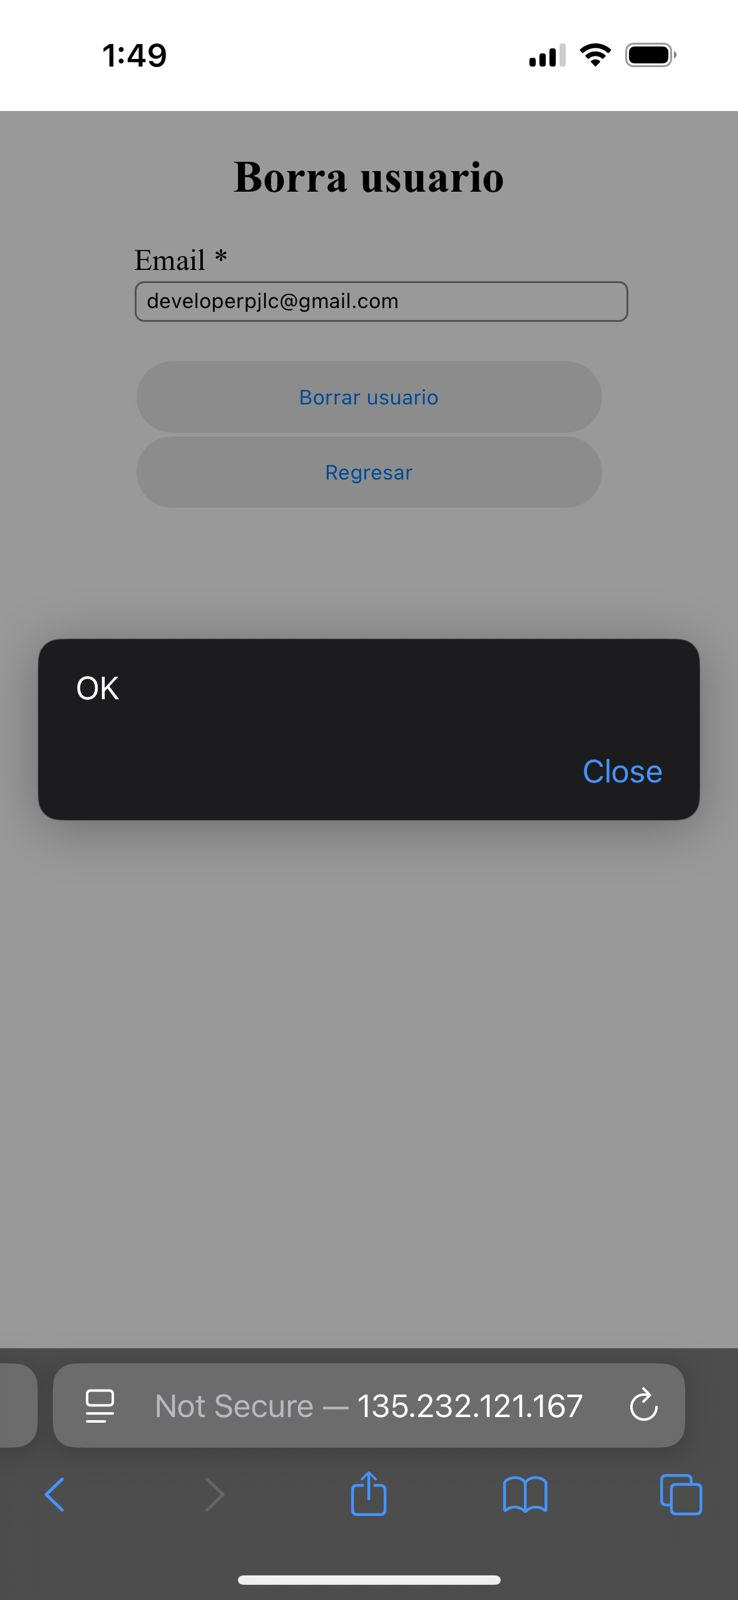 1:49
Borra usuario
Email *
developerpjlc@gmail.com
Borrar usuario
Regresar
OK
Close
Not Secure — 135.232.121.167